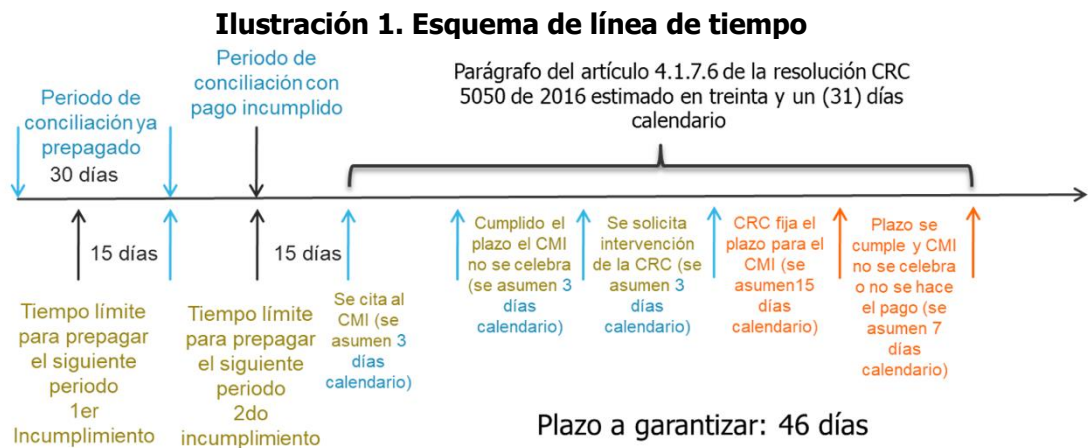 Ilustración 1. Esquema de línea de tiempo
Periodo de
conciliación ya
prepagado
30 días
Periodo de
conciliación con
pago incumplido
Parágrafo del artículo 4.1.7.6 de la resolución CRC
5050 de 2016 estimado en treinta y un (31) días
calendario
15 días
15 días
Tiempo límite
para prepagar
el siguiente
periodo
1er
Incumplimiento
Tiempo límite
para prepagar
el siguiente
periodo
2do
incumplimiento
Se cita al
CMI (se
asumen 3
días
calendario)
Cumplido el
plazo el CMI
no se celebra
(se asumen 3
días
calendario)
Se solicita
intervención
de la CRC (se
asumen 3
días
calendario)
CRC fija el
plazo para el
CMI (se
asumen15
días
calendario)
Plazo se
cumple y CMI
no se celebra
o no se hace
el pago (se
asumen 7
días
calendario)
Plazo a garantizar: 46 días